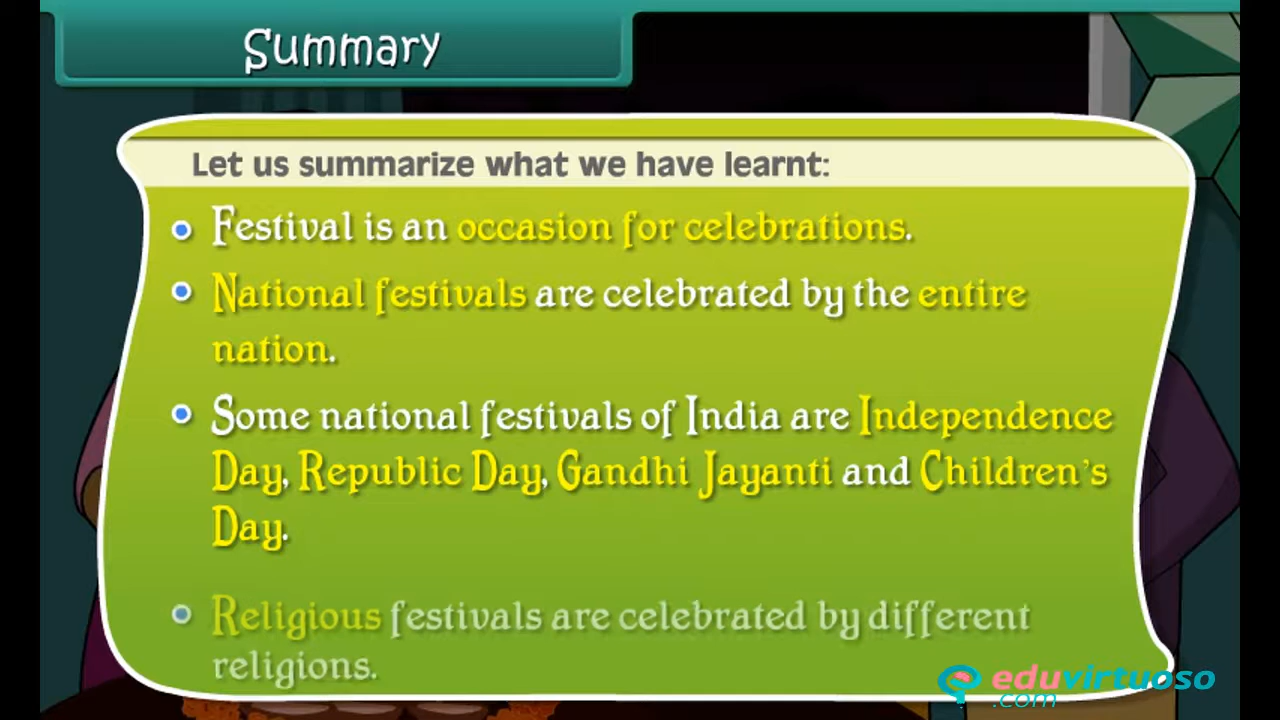 Summary
Let us summarize what we have learnt:
Festival is an occasion for celebrations.
National festivals are celebrated by the entire
nation.
Some national festivals of India are Independence
Day, Republic Day, Gandhi Jayanti and Children's
Day.
Religious festivals are celebrated by different
religions.
eduvirtuoso
.com